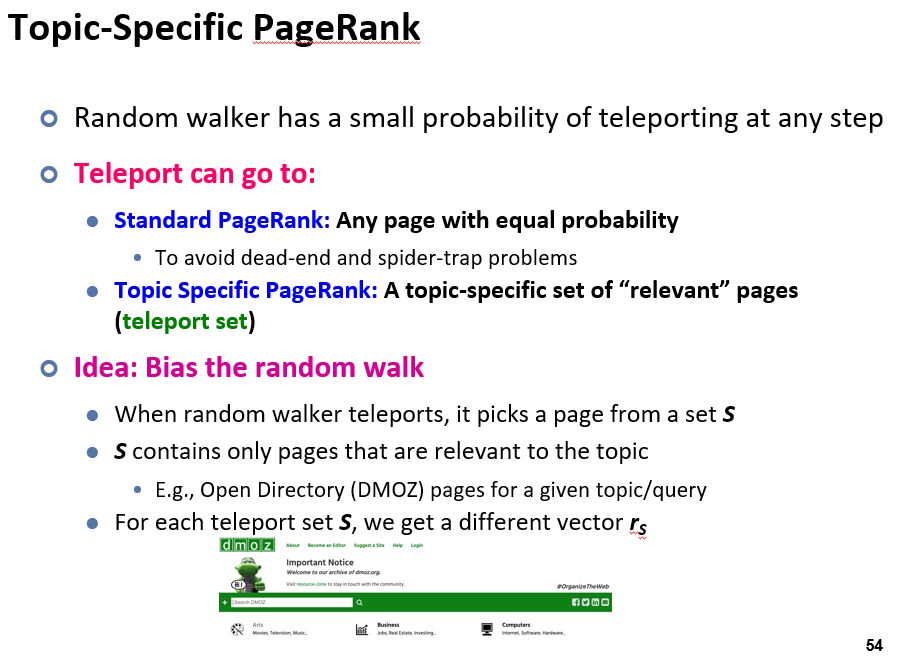 Topic-Specific PageRank
Random walker has a small probability of teleporting at any step
Teleport can go to:
Standard PageRank: Any page with equal probability
To avoid dead-end and spider-trap problems
Topic Specific PageRank: A topic-specific set of “relevant” pages
(teleport set)
Idea: Bias the random walk
When random walker teleports, it picks a page from a set S
S contains only pages that are relevant to the topic
E.g., Open Directory (DMOZ) pages for a given topic/query
For each teleport set S, we get a different vector rS
dmoz About Become an Editor Suggest a Site Help Login
Important Notice
Welcome to our archive of dmoz.org.
Hi!
Visit resource-zone to stay in touch with the community.
#OrganizeTheWeb
Search DMOZ
Arts Business Computers
Movies, Television, Music.. Jobs, Real Estate, Investing.. Internet, Software, Hardware..
54